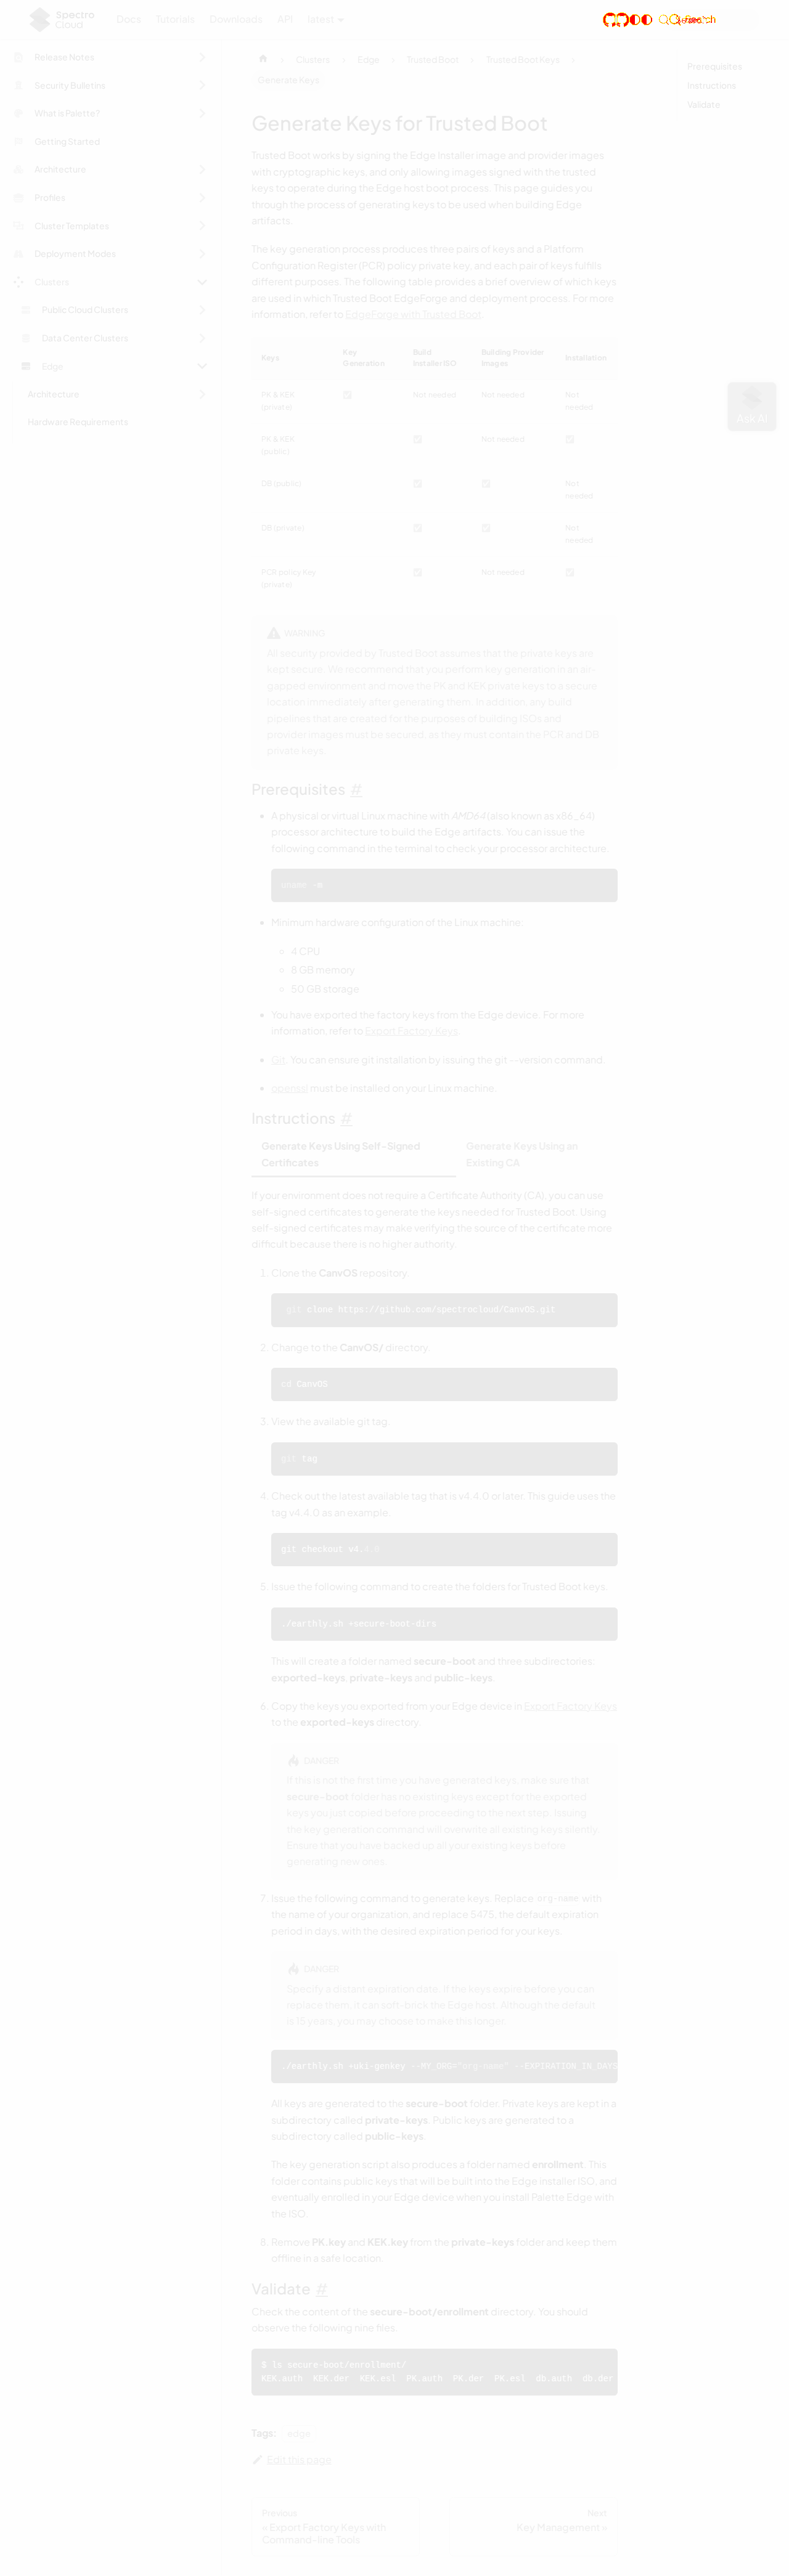 Spectro Cloud
Docs Tutorials Downloads API latest
Release Notes
Security Bulletins
What is Palette?
Getting Started
Architecture
Profiles
Cluster Templates
Deployment Modes
Clusters
Public Cloud Clusters
Data Center Clusters
Edge
Architecture
Hardware Requirements
Clusters Edge Trusted Boot Trusted Boot Keys
Generate Keys
Prerequisites
Instructions
Validate
Ask AI
Generate Keys for Trusted Boot
Trusted Boot works by signing the Edge Installer image and provider images
with cryptographic keys, and only allowing images signed with the trusted
keys to operate during the Edge host boot process. This page guides you
through the process of generating keys to be used when building Edge
artifacts.
The key generation process produces three pairs of keys and a Platform
Configuration Register (PCR) policy private key, and each pair of keys fulfills
different purposes. The following table provides a brief overview of which keys
are used in which Trusted Boot EdgeForge and deployment process. For more
information, refer to EdgeForge with Trusted Boot.
Keys Key Generation Build Installer ISO Building Provider Images Installation
PK & KEK (private) Not needed Not needed Not needed
PK & KEK (public) Not needed
DB (public) Not needed
DB (private) Not needed
PCR policy Key (private) Not needed
WARNING
All security provided by Trusted Boot assumes that the private keys are
kept secure. We recommend that you perform key generation in an air-
gapped environment and move the PK and KEK private keys to a secure
location immediately after generating them. In addition, any build
pipelines that are created for the purposes of building ISOs and
provider images must be secured, as they must contain the PCR and DB
private keys.
Prerequisites #
A physical or virtual Linux machine with AMD64 (also known as x86_64)
processor architecture to build the Edge artifacts. You can issue the
following command in the terminal to check your processor architecture.
uname -m
Minimum hardware configuration of the Linux machine:
4 CPU
8 GB memory
50 GB storage
You have exported the factory keys from the Edge device. For more
information, refer to Export Factory Keys.
Git. You can ensure git installation by issuing the git --version command.
openssl must be installed on your Linux machine.
Instructions #
Generate Keys Using Self-Signed Certificates
Generate Keys Using an Existing CA
If your environment does not require a Certificate Authority (CA), you can use
self-signed certificates to generate the keys needed for Trusted Boot. Using
self-signed certificates may make verifying the source of the certificate more
difficult because there is no higher authority.
1. Clone the CanvOS repository.
git clone https://github.com/spectrocloud/CanvOS.git
2. Change to the CanvOS/ directory.
cd CanvOS
3. View the available git tag.
git tag
4. Check out the latest available tag that is v4.4.0 or later. This guide uses the
tag v4.4.0 as an example.
git checkout v4.4.0
5. Issue the following command to create the folders for Trusted Boot keys.
./earthly.sh +secure-boot-dirs
This will create a folder named secure-boot and three subdirectories:
exported-keys, private-keys and public-keys.
6. Copy the keys you exported from your Edge device in Export Factory Keys
to the exported-keys directory.
DANGER
If this is not the first time you have generated keys, make sure that
secure-boot folder has no existing keys except for the exported
keys you just copied before proceeding to the next step. Issuing
the key generation command will overwrite all existing keys silently.
Ensure that you have backed up all your existing keys before
generating new ones.
7. Issue the following command to generate keys. Replace org-name with
the name of your organization, and replace 5475, the default expiration
period in days, with the desired expiration period for your keys.
DANGER
Specify a distant expiration date. If the keys expire before you can
replace them, it can soft-brick the Edge host. Although the default
is 15 years, you may choose to make this longer.
./earthly.sh +uki-genkey --MY_ORG="org-name" --EXPIRATION_IN_DAYS
All keys are generated to the secure-boot folder. Private keys are kept in a
subdirectory called private-keys. Public keys are generated to a
subdirectory called public-keys.
The key generation script also produces a folder named enrollment. This
folder contains public keys that will be built into the Edge installer ISO, and
eventually enrolled in your Edge device when you install Palette Edge with
the ISO.
8. Remove PK.key and KEK.key from the private-keys folder and keep them
offline in a safe location.
Validate #
Check the content of the secure-boot/enrollment directory. You should
observe the following nine files.
$ ls secure-boot/enrollment/
KEK.auth KEK.der KEK.esl PK.auth PK.der PK.esl db.auth db.der
Tags: edge
Edit this page
Previous
« Export Factory Keys with
Command-line Tools
Next
Key Management »